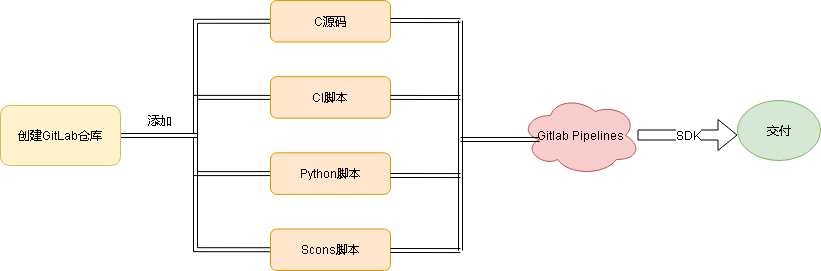 C源码
CI脚本
添加
创建GitLab仓库
Gitlab Pipelines
SDK
交付
Python脚本
Scons脚本